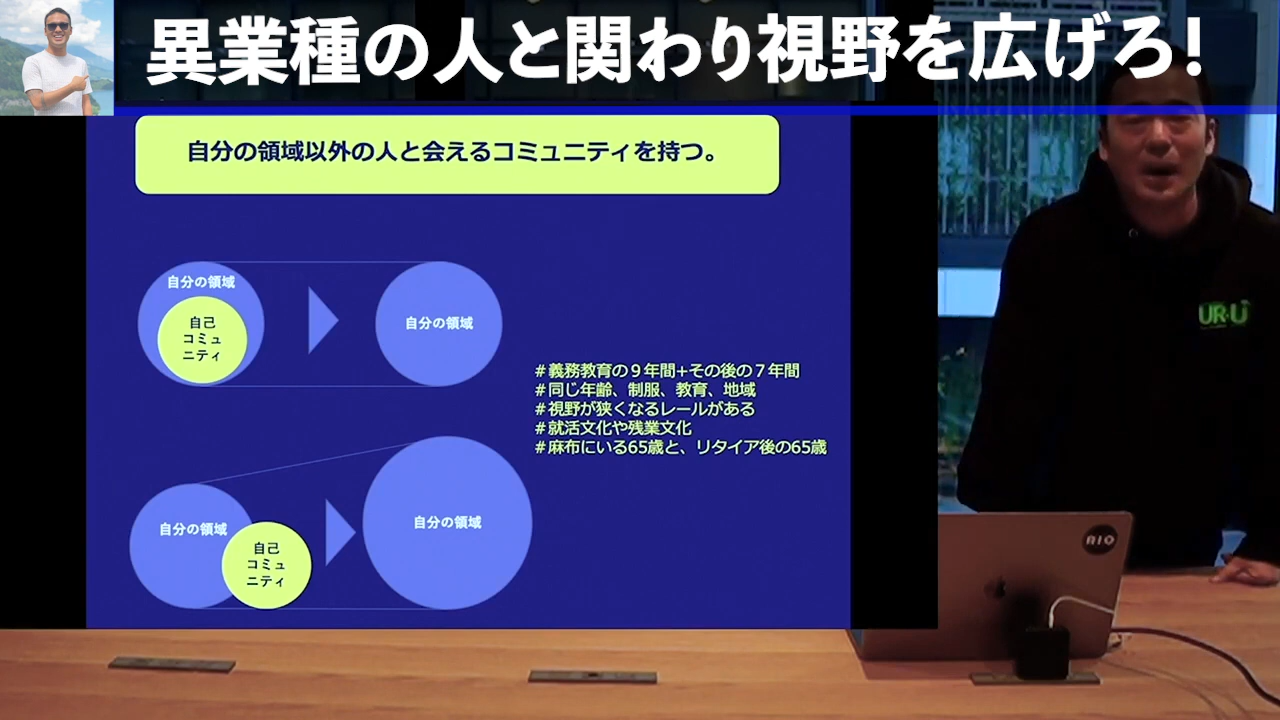 異業種の人と関わり視野を広げろ！
自分の領域以外の人と会えるコミュニティを持つ。
自分の領域
自己
コミュ
ニティ
自分の領域
＃義務教育の９年間+その後の７年間
＃同じ年齢、制服、教育、地域
＃視野が狭くなるレールがある
＃就活文化や残業文化
＃麻布にいる65歳と、リタイア後の65歳
自分の領域
自己
コミュ
ニティ
自分の領域
UR-U
AIO